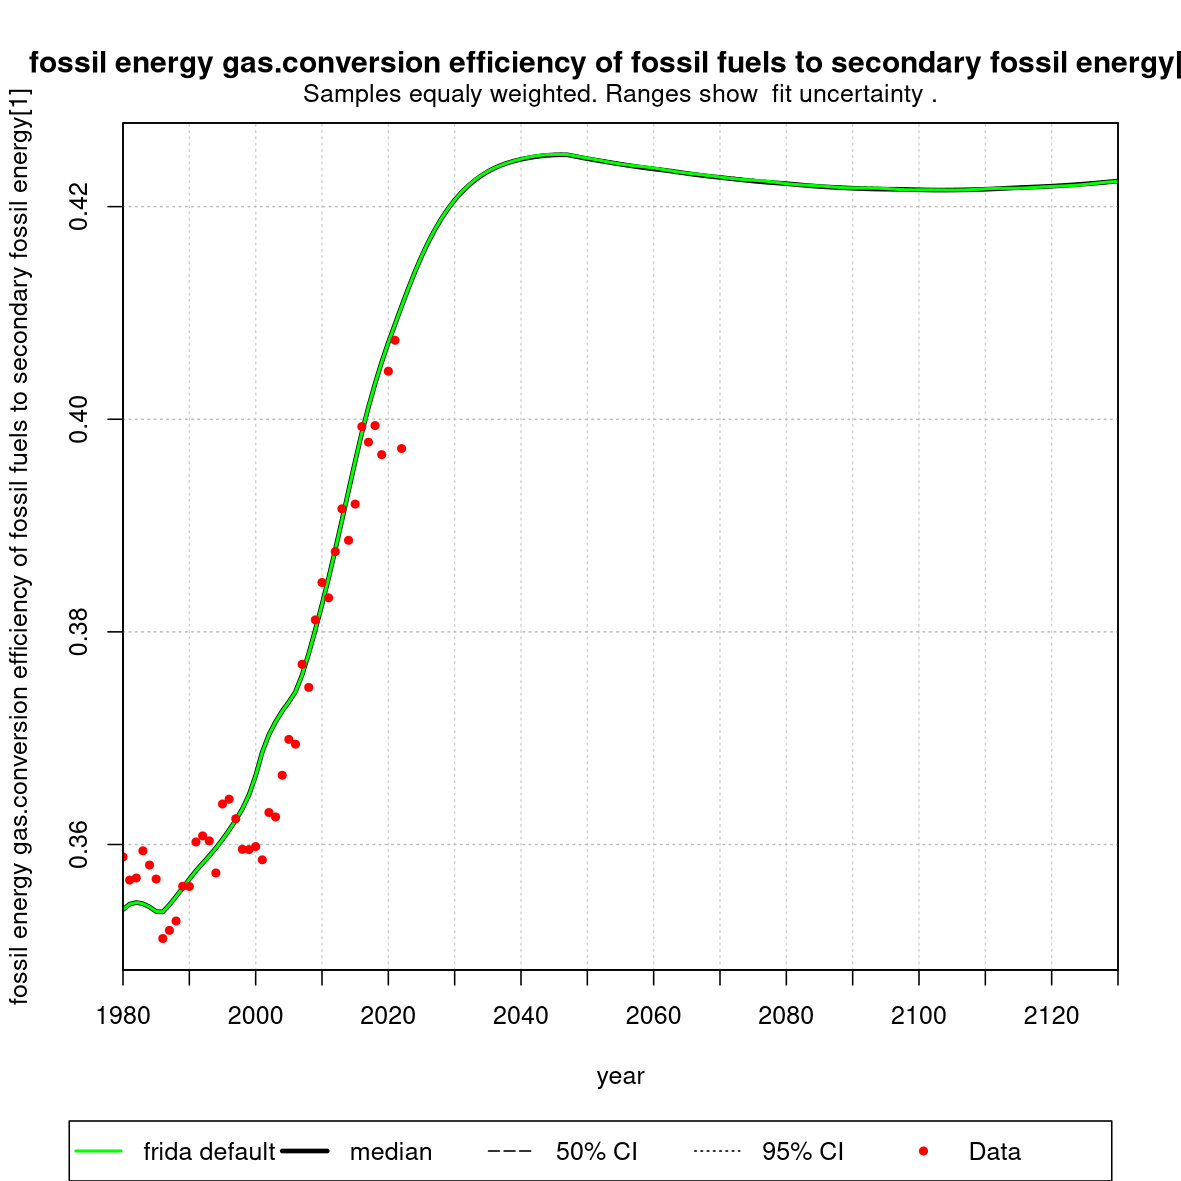 fossil energy gas.conversion efficiency of fossil fuels to secondary fossil energy[
Samples equaly weighted. Ranges show  fit uncertainty .
fossil energy gas.conversion efficiency of fossil fuels to secondary fossil energy[1]
0.42
0.40
0.38
0.36
1980 2000 2020 2040 2060 2080 2100 2120
year
frida default median 50% CI 95% CI Data